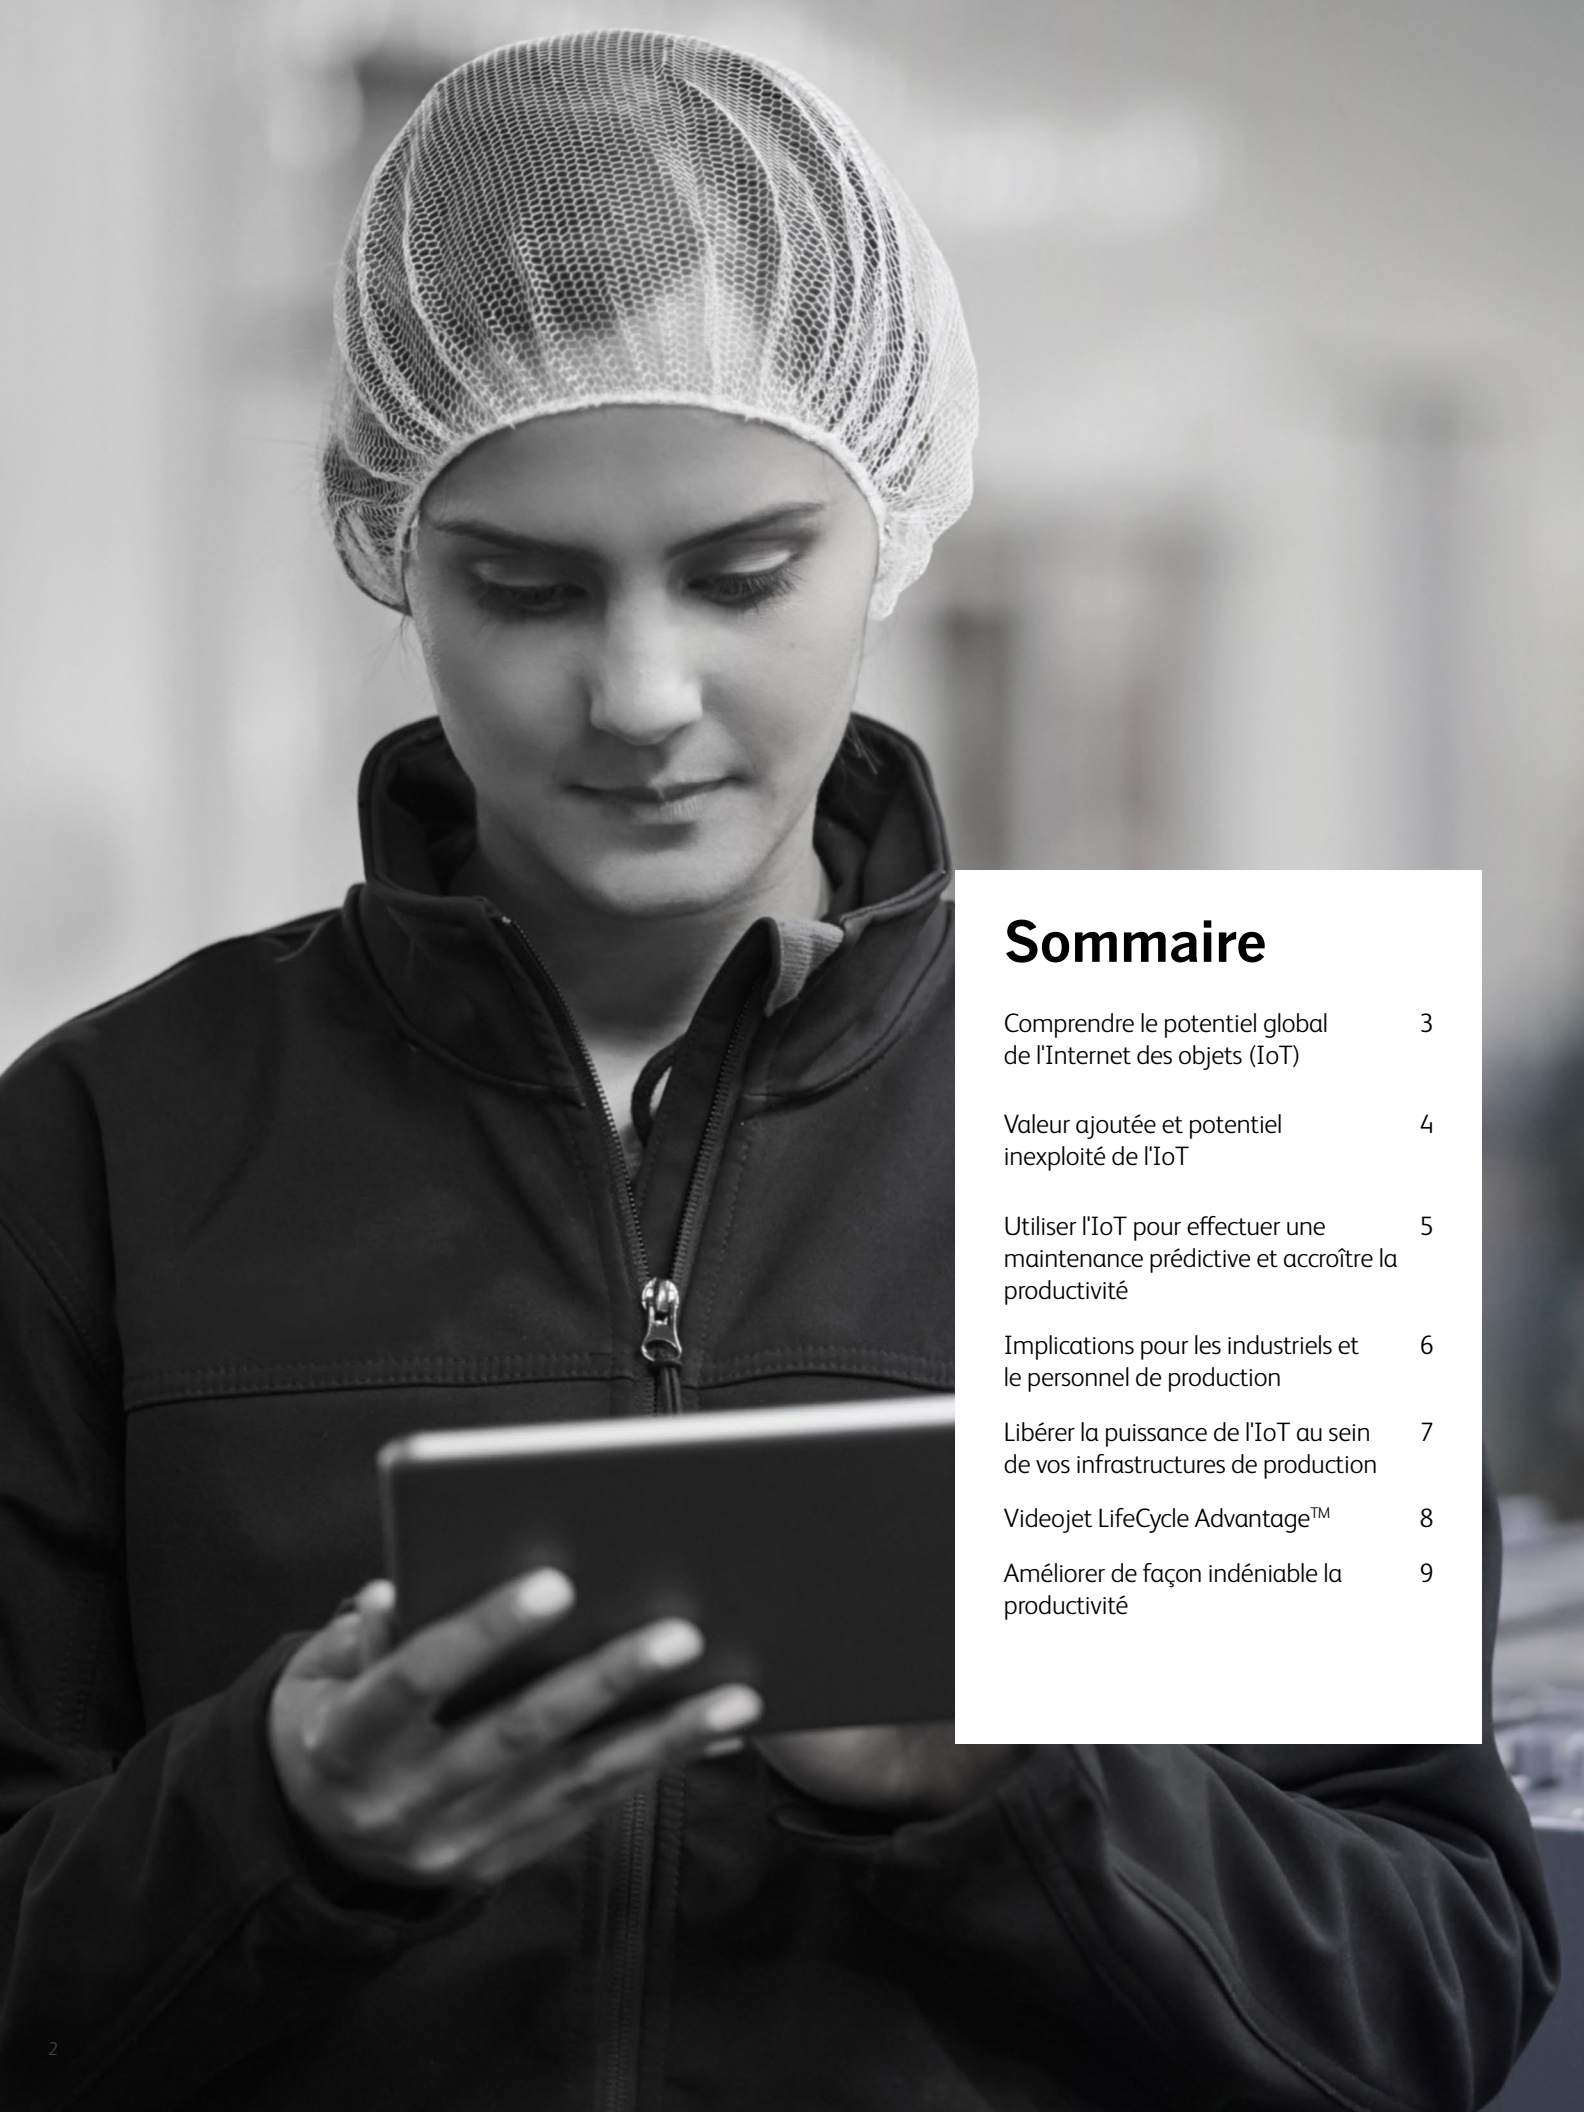 Sommaire
Comprendre le potentiel global 3
de l'Internet des objets (IoT)
Valeur ajoutée et potentiel 4
inexploité de l'IoT
Utiliser l'IoT pour effectuer une 5
maintenance prédictive et accroître la
productivité
Implications pour les industriels et 6
le personnel de production
Libérer la puissance de l'IoT au sein 7
de vos infrastructures de production
Videojet LifeCycle Advantage™ 8
Améliorer de façon indéniable la 9
productivité
2